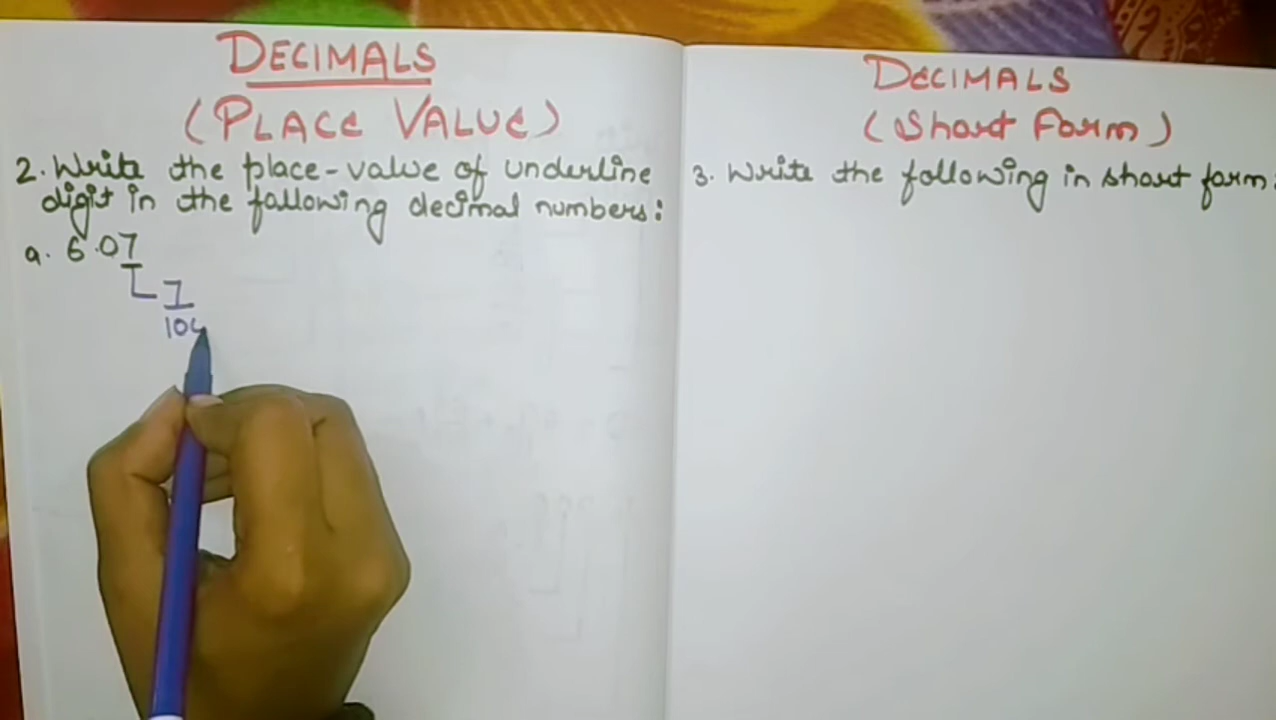 DECIMALS
(PLACE VALUE)
2. Write the place-value of underline
digit in the following decimal numbers:
a. 6.07
7
100
DECIMALS
(Short Form)
3. Write the following in short form: